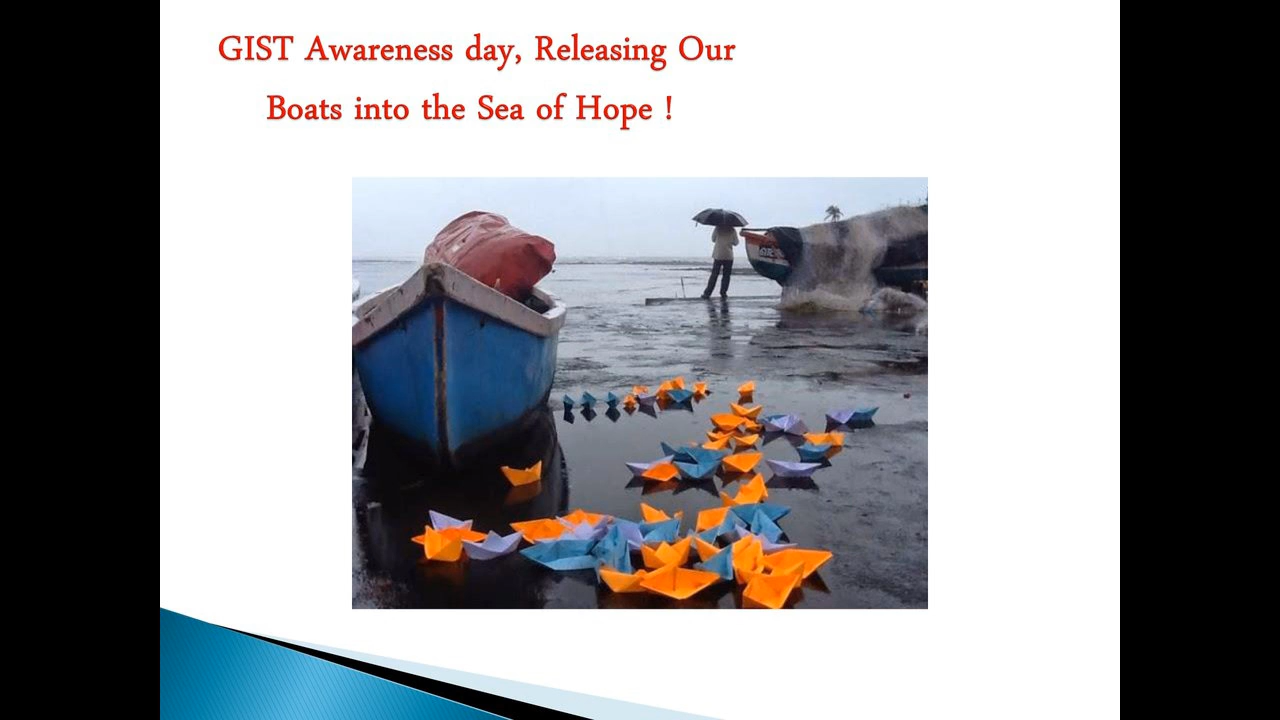 GIST Awareness day, Releasing Our
Boats into the Sea of Hope !